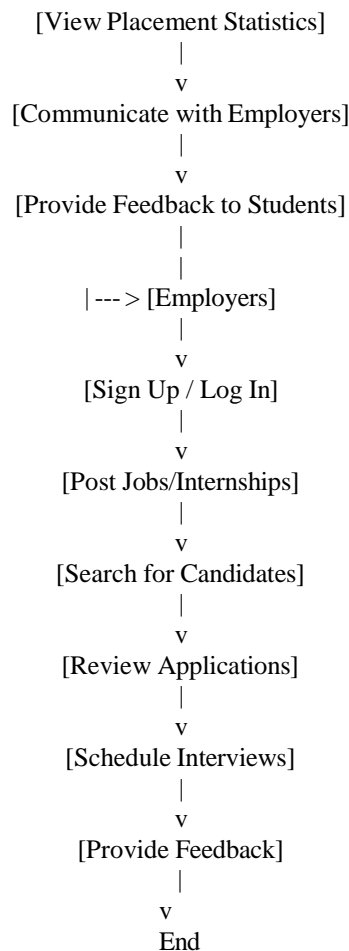 [View Placement Statistics]
|
v
[Communicate with Employers]
|
v
[Provide Feedback to Students]
|
|
| --- > [Employers]
|
v
[Sign Up / Log In]
|
v
[Post Jobs/Internships]
|
v
[Search for Candidates]
|
v
[Review Applications]
|
v
[Schedule Interviews]
|
v
[Provide Feedback]
|
v
End